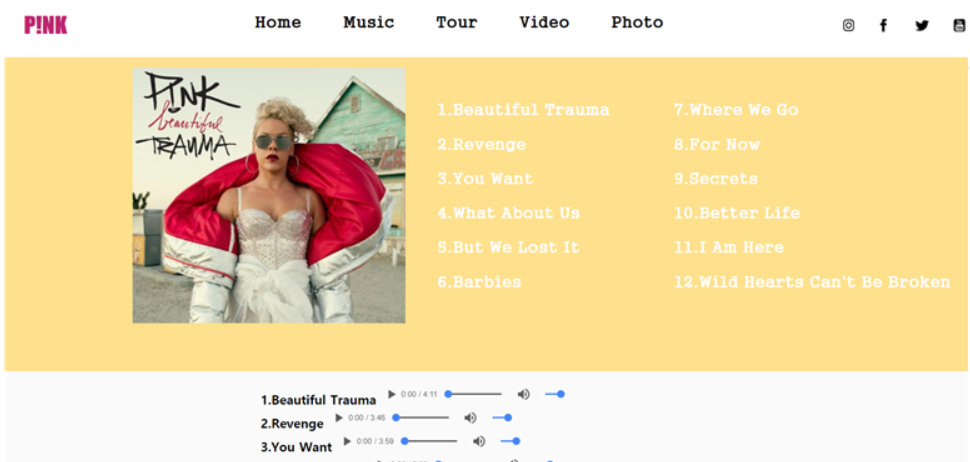 P!NK
Home Music Tour Video Photo
P!NK
beautiful
TRAUMA
1.Beautiful Trauma
2.Revenge
3.You Want
4.What About Us
5.But We Lost It
6.Barbies
7.Where We Go
8.For Now
9.Secrets
10.Better Life
11.I Am Here
12.Wild Hearts Can't Be Broken
1.Beautiful Trauma 0:00 / 4:11
2.Revenge 0:00 / 3:46
3.You Want 0:00 / 3:59